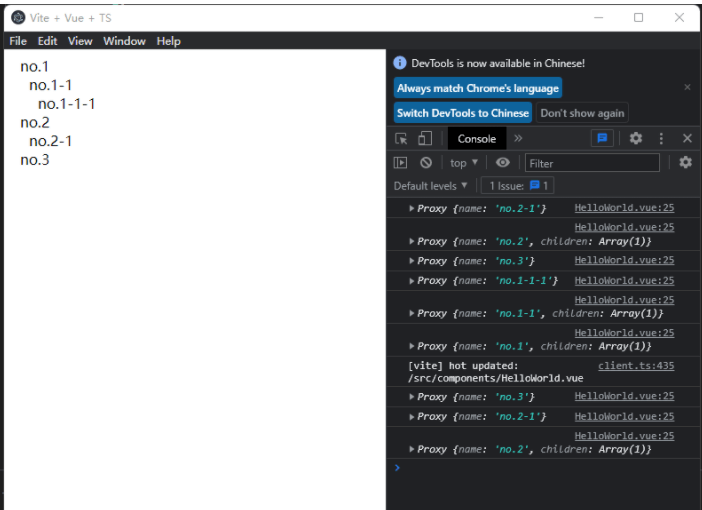 Vite + Vue + TS
File Edit View Window Help
no.1
no.1-1
no.1-1-1
no.2
no.2-1
no.3
DevTools is now available in Chinese!
Always match Chrome's language
Switch DevTools to Chinese Don't show again
Console »
top ▼ Filter
Default levels ▼ 1 Issue: 1
▸ Proxy {name: 'no.2-1'} HelloWorld.vue:25
HelloWorld.vue:25
▸ Proxy {name: 'no.2', children: Array(1)}
▸ Proxy {name: 'no.3'} HelloWorld.vue:25
▸ Proxy {name: 'no.1-1-1'} HelloWorld.vue:25
HelloWorld.vue:25
▸ Proxy {name: 'no.1-1', children: Array(1)}
HelloWorld.vue:25
▸ Proxy {name: 'no.1', children: Array(1)}
[vite] hot updated: client.ts:435
/src/components/HelloWorld.vue
▸ Proxy {name: 'no.3'} HelloWorld.vue:25
▸ Proxy {name: 'no.2-1'} HelloWorld.vue:25
HelloWorld.vue:25
▸ Proxy {name: 'no.2', children: Array(1)}